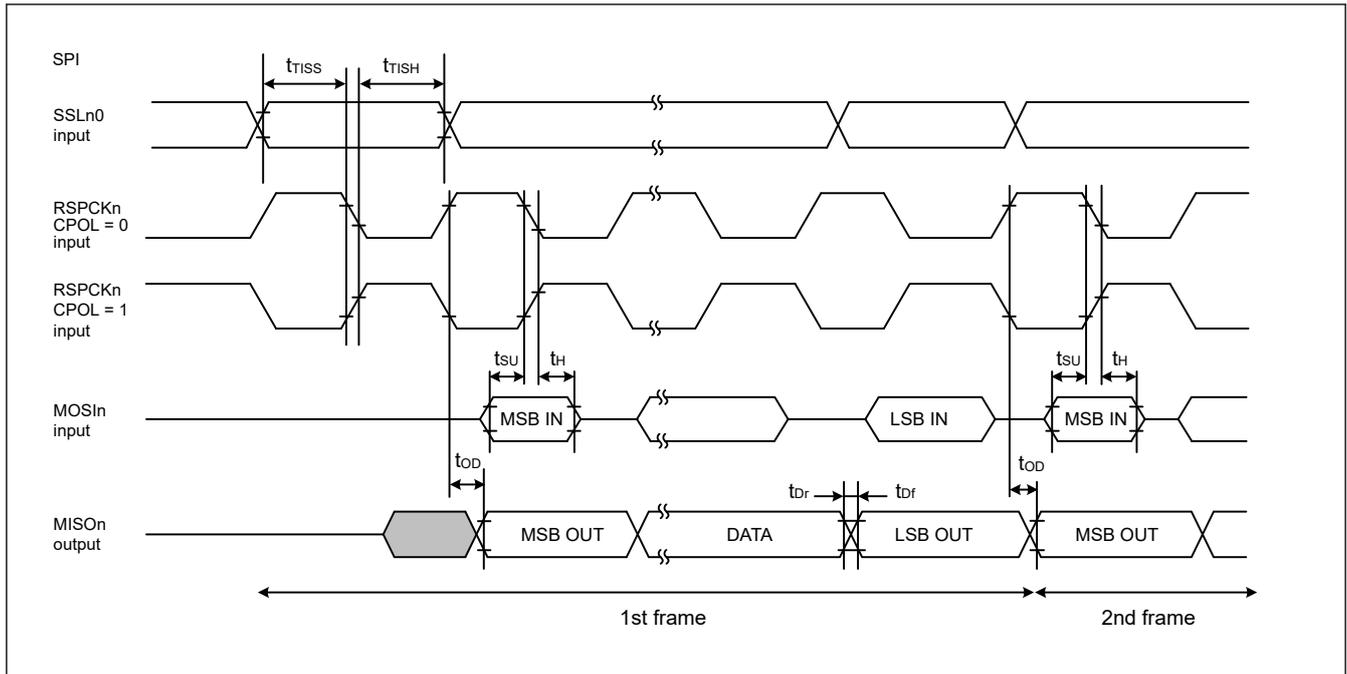 SPI
tTISS
tTISH
SSLn0
input
RSPCKn
CPOL = 0
input
RSPCKn
CPOL = 1
input
tSU
tH
tSU
tH
MOSIn
input
MSB IN
LSB IN
MSB IN
tOD
tOD
tDr
tDf
MISOn
output
MSB OUT
DATA
LSB OUT
MSB OUT
1st frame
2nd frame